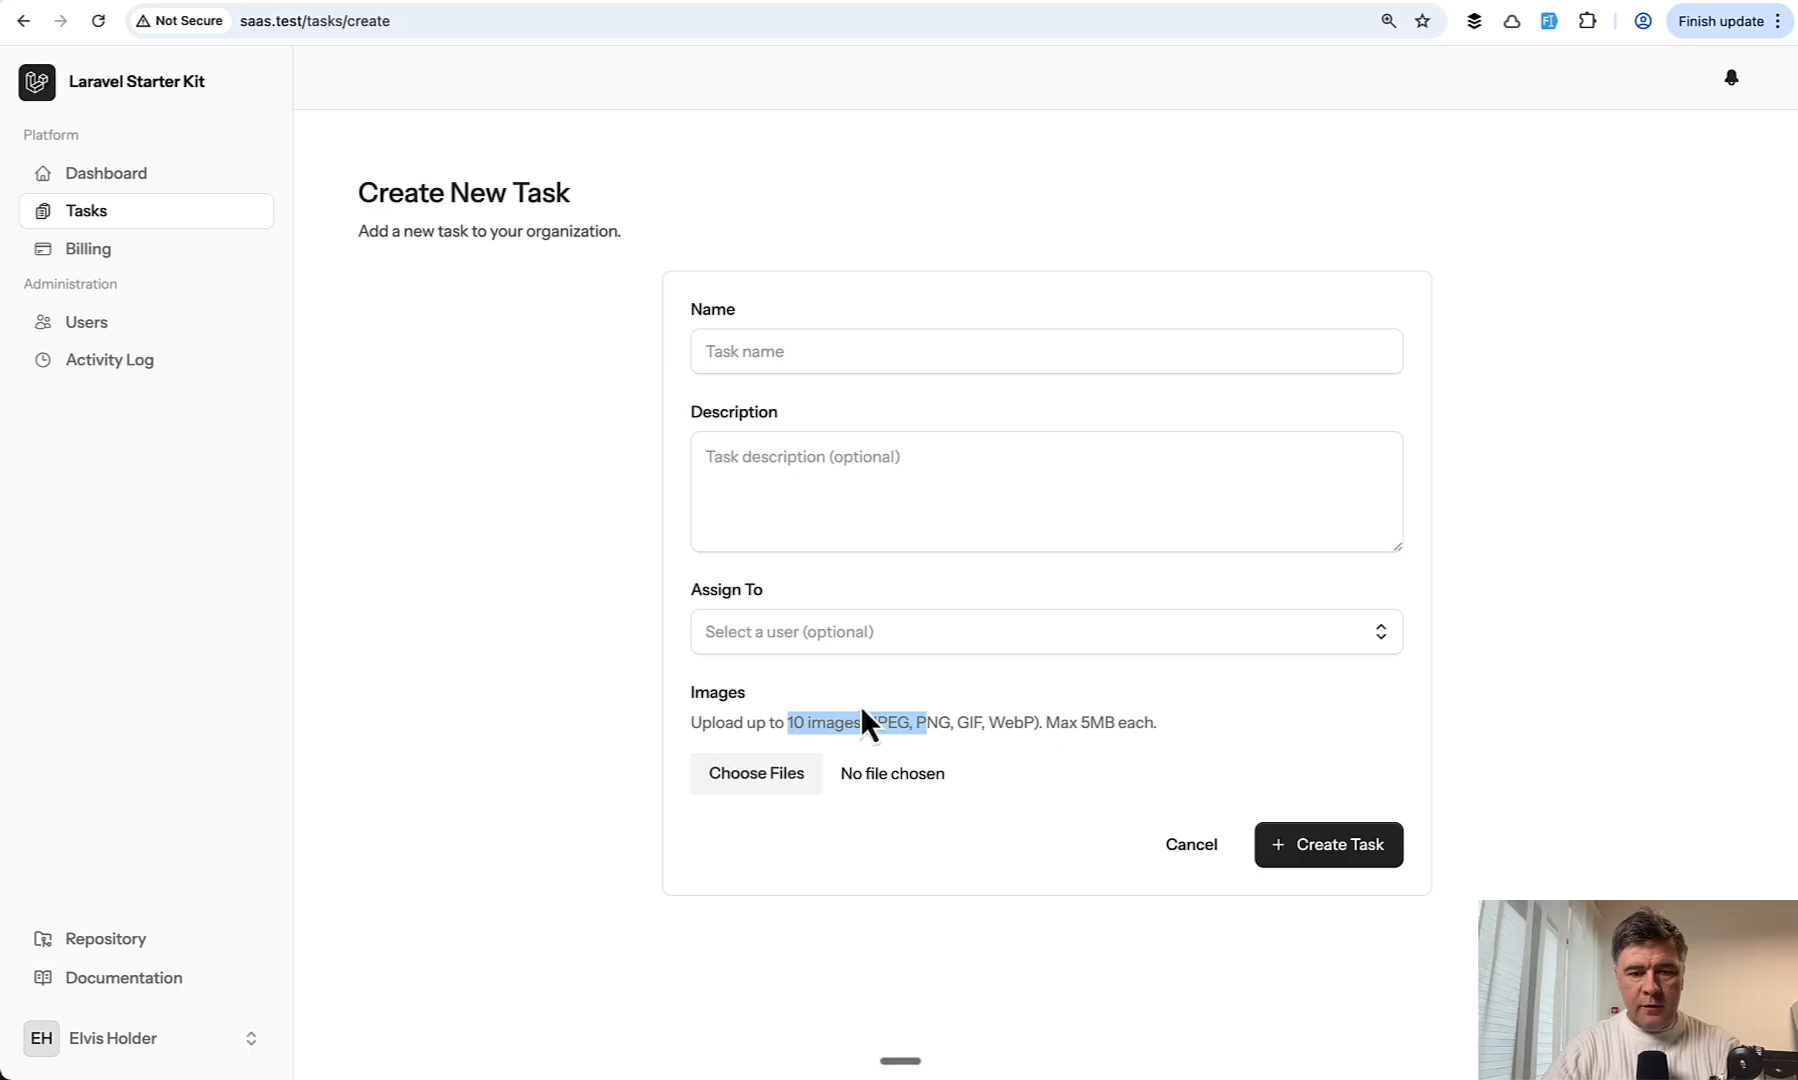 Not Secure
saas.test/tasks/create
Finish update
Laravel Starter Kit
Platform
Dashboard
Tasks
Billing
Administration
Users
Activity Log
Repository
Documentation
EH
Elvis Holder
Create New Task
Add a new task to your organization.
Name
Task name
Description
Task description (optional)
Assign To
Select a user (optional)
Images
Upload up to 10 images PEG, PNG, GIF, WebP). Max 5MB each.
Choose Files
No file chosen
Cancel
+ Create Task